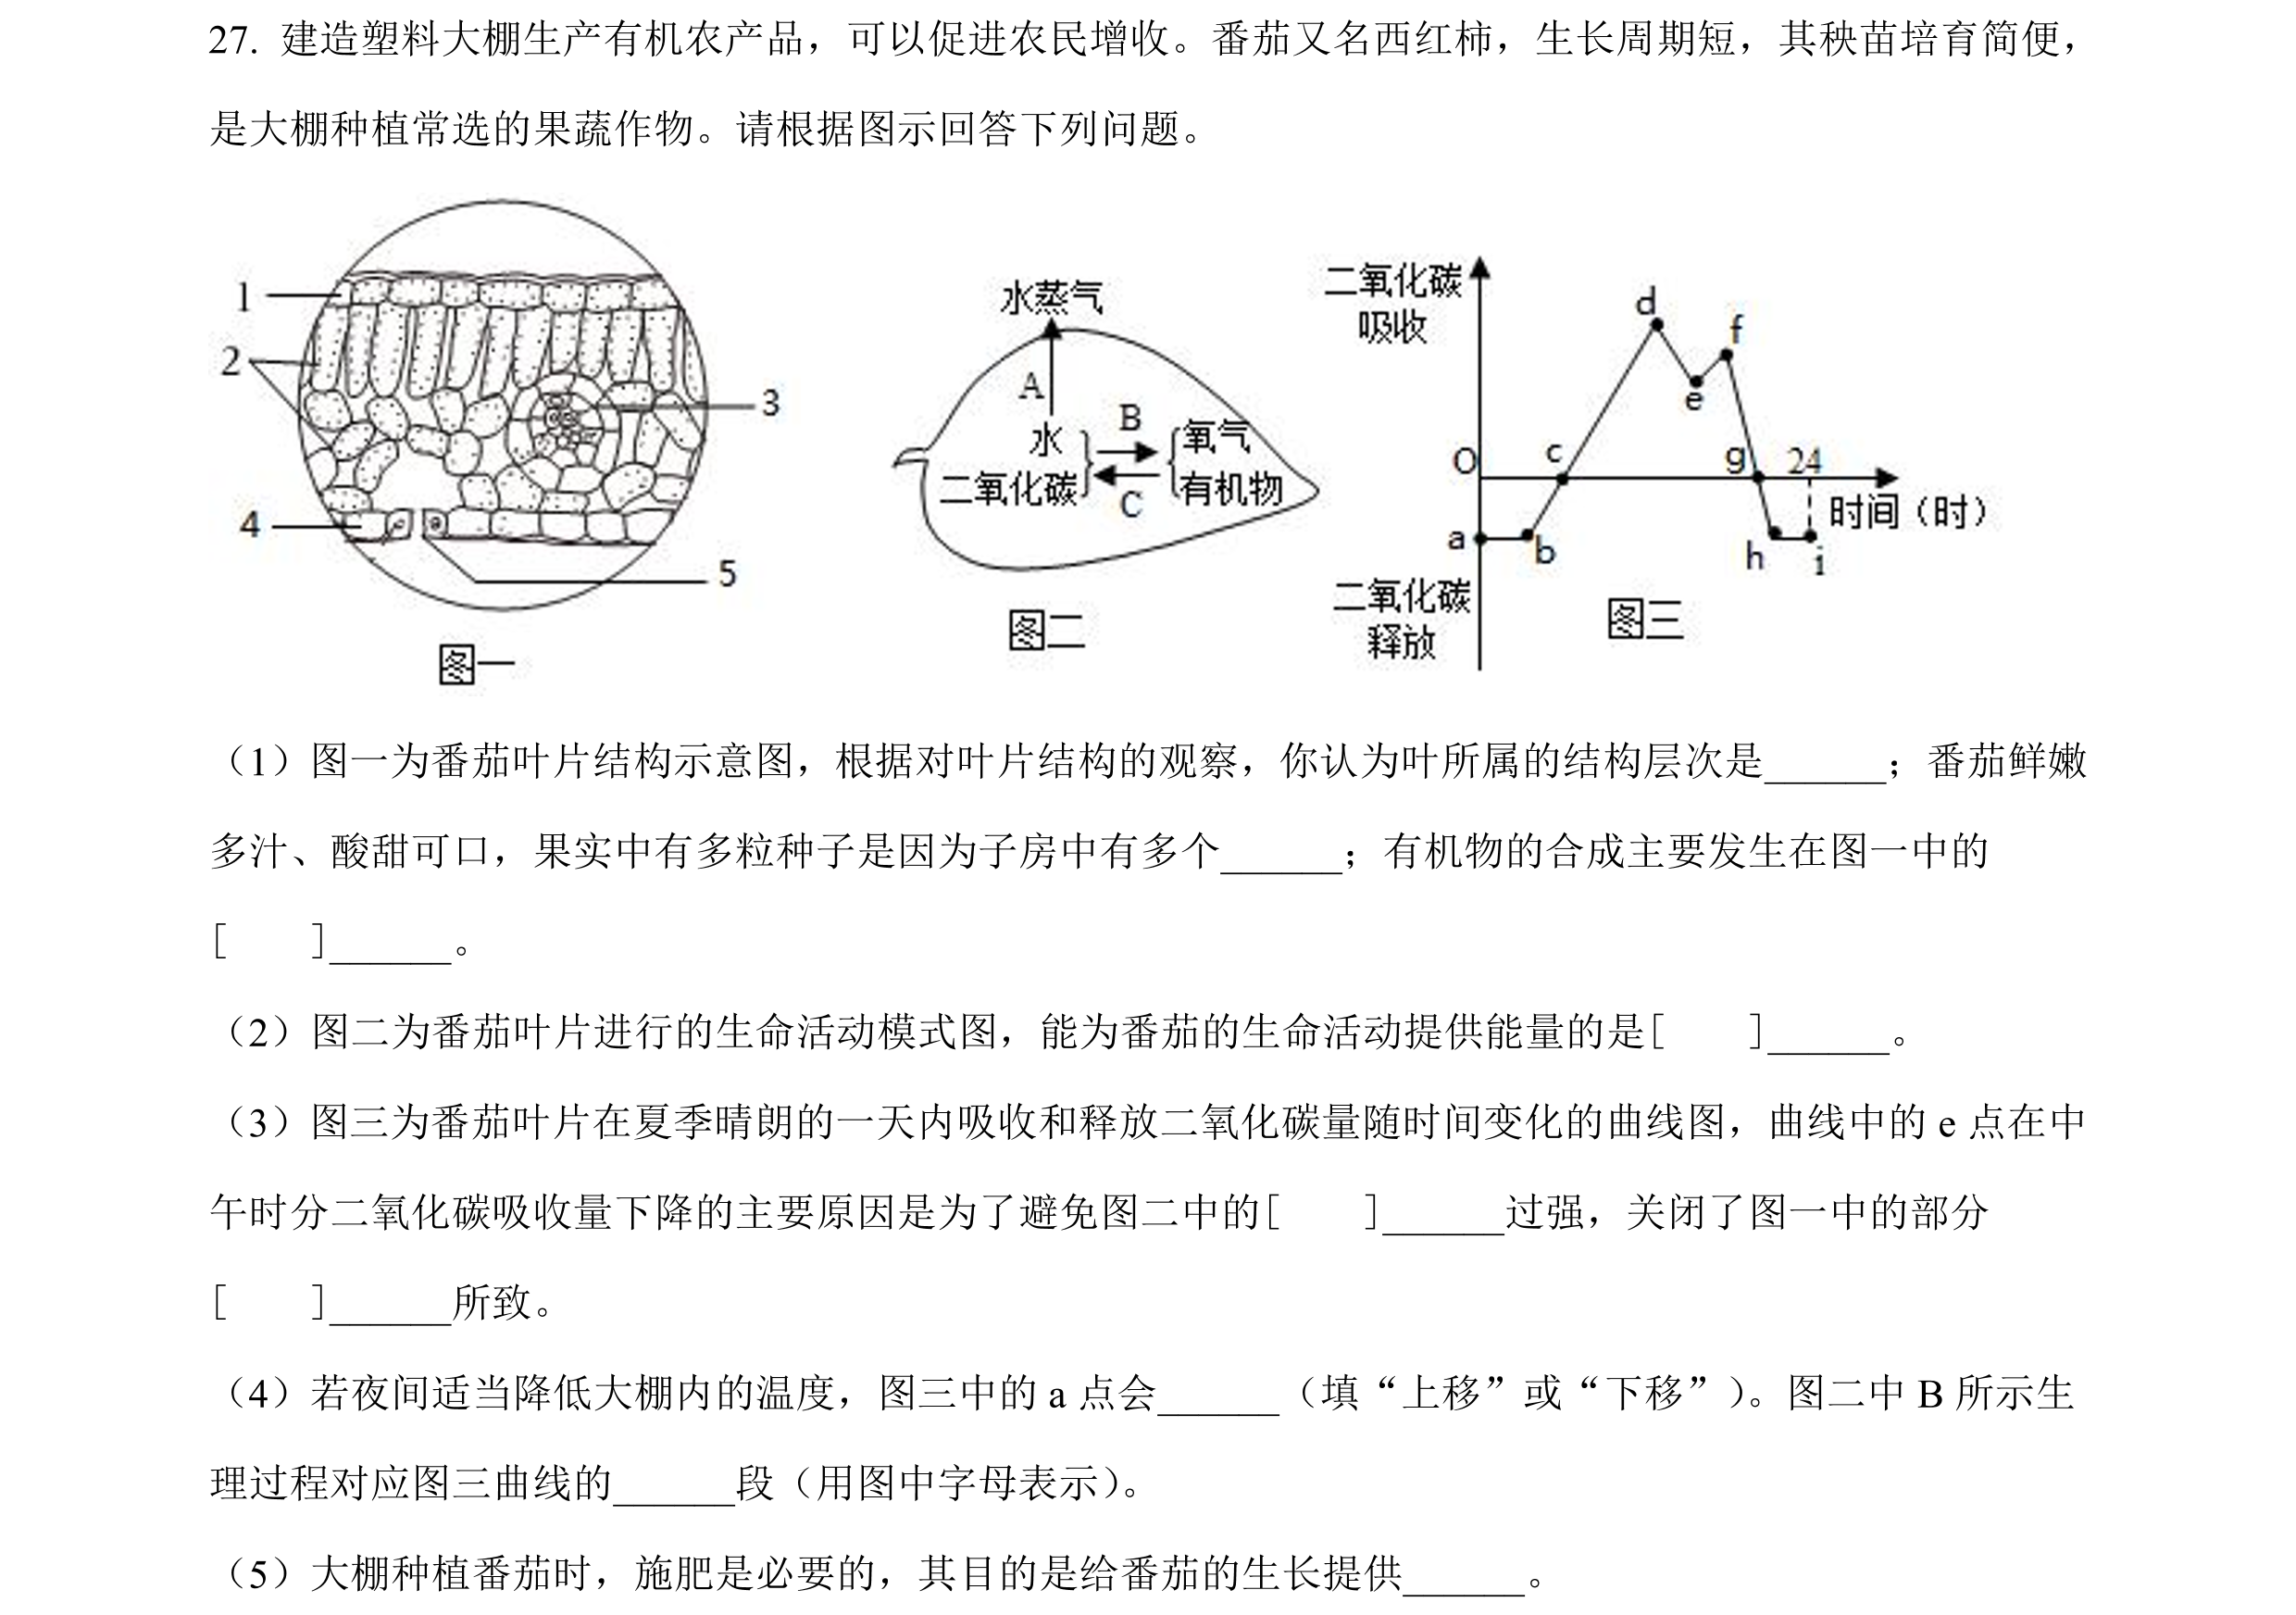 27. 建造塑料大棚生产有机农产品，可以促进农民增收。番茄又名西红柿，生长周期短，其秧苗培育简便，
是大棚种植常选的果蔬作物。请根据图示回答下列问题。
1
2
3
4
5
图一
水蒸气
A
水
二氧化碳
B
C
氧气
有机物
图二
二氧化碳
吸收
d
f
e
O
c
g
24
时间（时）
a
b
h
i
二氧化碳
释放
图三
（1）图一为番茄叶片结构示意图，根据对叶片结构的观察，你认为叶所属的结构层次是______；番茄鲜嫩
多汁、酸甜可口，果实中有多粒种子是因为子房中有多个______；有机物的合成主要发生在图一中的
[　　]______。
（2）图二为番茄叶片进行的生命活动模式图，能为番茄的生命活动提供能量的是[　　]______。
（3）图三为番茄叶片在夏季晴朗的一天内吸收和释放二氧化碳量随时间变化的曲线图，曲线中的 e 点在中
午时分二氧化碳吸收量下降的主要原因是为了避免图二中的[　　]______过强，关闭了图一中的部分
[　　]______所致。
（4）若夜间适当降低大棚内的温度，图三中的 a 点会______（填“上移”或“下移”）。图二中 B 所示生
理过程对应图三曲线的______段（用图中字母表示）。
（5）大棚种植番茄时，施肥是必要的，其目的是给番茄的生长提供______。